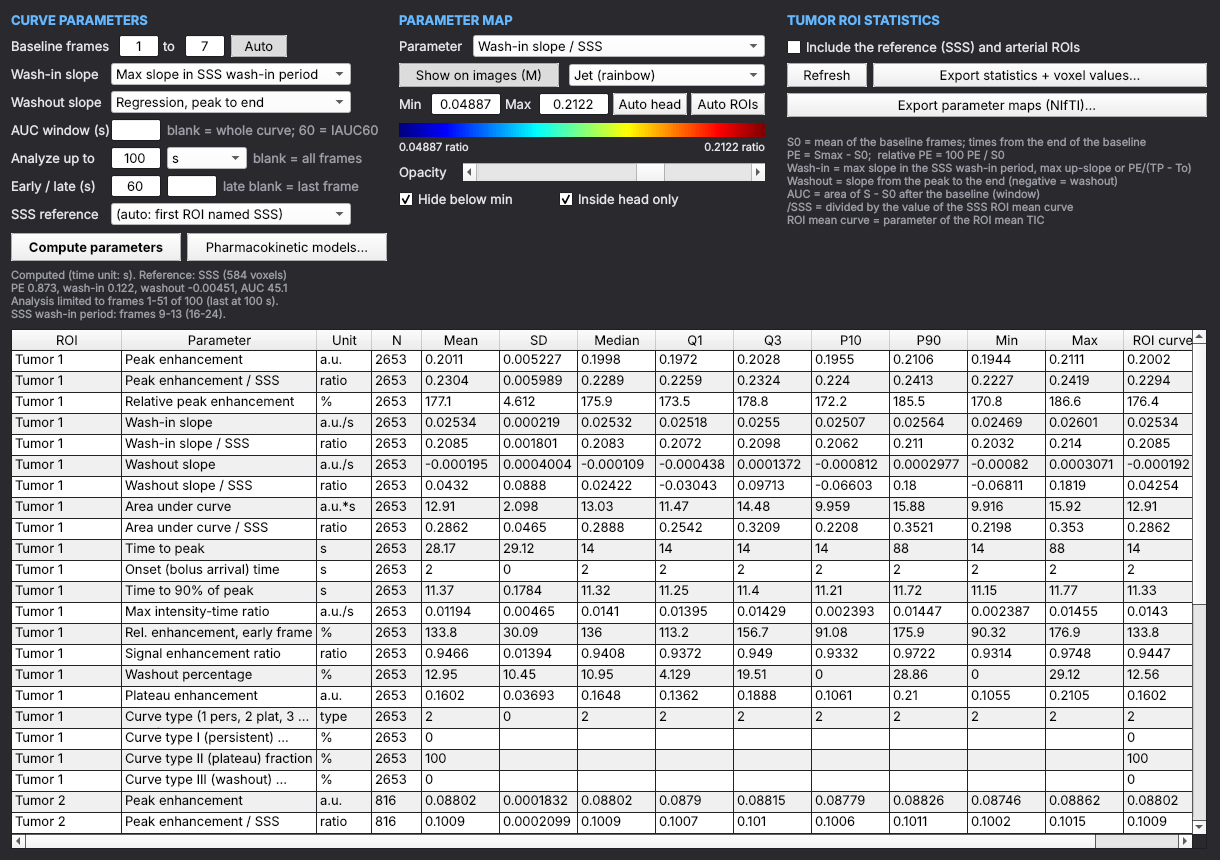 CURVE PARAMETERS
Baseline frames 1 to 7 Auto
Wash-in slope Max slope in SSS wash-in period
Washout slope Regression, peak to end
AUC window (s) blank = whole curve; 60 = IAUC60
Analyze up to 100 s blank = all frames
Early / late (s) 60 late blank = last frame
SSS reference (auto: first ROI named SSS)
Compute parameters Pharmacokinetic models...
Computed (time unit: s). Reference: SSS (584 voxels)
PE 0.873, wash-in 0.122, washout -0.00451, AUC 45.1
Analysis limited to frames 1-51 of 100 (last at 100 s).
SSS wash-in period: frames 9-13 (16-24).
PARAMETER MAP
Parameter Wash-in slope / SSS
Show on images (M) Jet (rainbow)
Min 0.04887 Max 0.2122 Auto head Auto ROIs
0.04887 ratio 0.2122 ratio
Opacity
Hide below min Inside head only
TUMOR ROI STATISTICS
Include the reference (SSS) and arterial ROIs
Refresh Export statistics + voxel values...
Export parameter maps (NIfTI)...
S0 = mean of the baseline frames; times from the end of the baseline
PE = Smax - S0; relative PE = 100 PE / S0
Wash-in = max slope in the SSS wash-in period, max up-slope or PE/(TP - To)
Washout = slope from the peak to the end (negative = washout)
AUC = area of S - S0 after the baseline (window)
/SSS = divided by the value of the SSS ROI mean curve
ROI mean curve = parameter of the ROI mean TIC
ROI Parameter Unit N Mean SD Median Q1 Q3 P10 P90 Min Max ROI curve
Tumor 1 Peak enhancement a.u. 2653 0.2011 0.005227 0.1998 0.1972 0.2028 0.1955 0.2106 0.1944 0.2111 0.2002
Tumor 1 Peak enhancement / SSS ratio 2653 0.2304 0.005989 0.2289 0.2259 0.2324 0.224 0.2413 0.2227 0.2419 0.2294
Tumor 1 Relative peak enhancement % 2653 177.1 4.612 175.9 173.5 178.8 172.2 185.5 170.8 186.6 176.4
Tumor 1 Wash-in slope a.u./s 2653 0.02534 0.000219 0.02532 0.02518 0.0255 0.02507 0.02564 0.02469 0.02601 0.02534
Tumor 1 Wash-in slope / SSS ratio 2653 0.2085 0.001801 0.2083 0.2072 0.2098 0.2062 0.211 0.2032 0.214 0.2085
Tumor 1 Washout slope a.u./s 2653 -0.000195 0.0004004 -0.000109 -0.000438 0.0001372 -0.000812 0.0002977 -0.00082 0.0003071 -0.000192
Tumor 1 Washout slope / SSS ratio 2653 0.0432 0.0888 0.02422 -0.03043 0.09713 -0.06603 0.18 -0.06811 0.1819 0.04254
Tumor 1 Area under curve a.u.*s 2653 12.91 2.098 13.03 11.47 14.48 9.959 15.88 9.916 15.92 12.91
Tumor 1 Area under curve / SSS ratio 2653 0.2862 0.0465 0.2888 0.2542 0.3209 0.2208 0.3521 0.2198 0.353 0.2862
Tumor 1 Time to peak s 2653 28.17 29.12 14 14 14 14 88 14 88 14
Tumor 1 Onset (bolus arrival) time s 2653 2 0 2 2 2 2 2 2 2 2
Tumor 1 Time to 90% of peak s 2653 11.37 0.1784 11.32 11.25 11.4 11.21 11.72 11.15 11.77 11.33
Tumor 1 Max intensity-time ratio a.u./s 2653 0.01194 0.00465 0.0141 0.01395 0.01429 0.002393 0.01447 0.002387 0.01455 0.0143
Tumor 1 Rel. enhancement, early frame % 2653 133.8 30.09 136 113.2 156.7 91.08 175.9 90.32 176.9 133.8
Tumor 1 Signal enhancement ratio ratio 2653 0.9466 0.01394 0.9408 0.9372 0.949 0.9332 0.9722 0.9314 0.9748 0.9447
Tumor 1 Washout percentage % 2653 12.95 10.45 10.95 4.129 19.51 0 28.86 0 29.12 12.56
Tumor 1 Plateau enhancement a.u. 2653 0.1602 0.03693 0.1648 0.1362 0.1888 0.1061 0.21 0.1055 0.2105 0.1602
Tumor 1 Curve type (1 pers, 2 plat, 3 ... type 2653 2 0 2 2 2 2 2 2 2 2
Tumor 1 Curve type I (persistent) ... % 2653 0 0
Tumor 1 Curve type II (plateau) fraction % 2653 100 100
Tumor 1 Curve type III (washout) ... % 2653 0 0
Tumor 2 Peak enhancement a.u. 816 0.08802 0.0001832 0.08802 0.0879 0.08815 0.08779 0.08826 0.08746 0.08862 0.08802
Tumor 2 Peak enhancement / SSS ratio 816 0.1009 0.0002099 0.1009 0.1007 0.101 0.1006 0.1011 0.1002 0.1015 0.1009